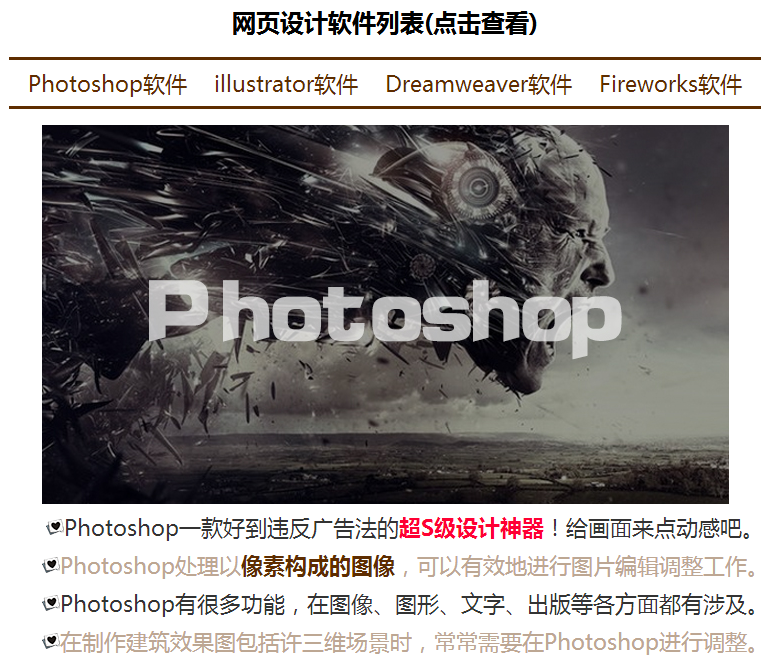 网页设计软件列表(点击查看)
Photoshop软件 illustrator软件 Dreamweaver软件 Fireworks软件
Photoshop
Photoshop一款好到违反广告法的超S级设计神器！给画面来点动感吧。
Photoshop处理以像素构成的图像，可以有效地进行图片编辑调整工作。
Photoshop有很多功能，在图像、图形、文字、出版等各方面都有涉及。
在制作建筑效果图包括许三维场景时，常常需要在Photoshop进行调整。